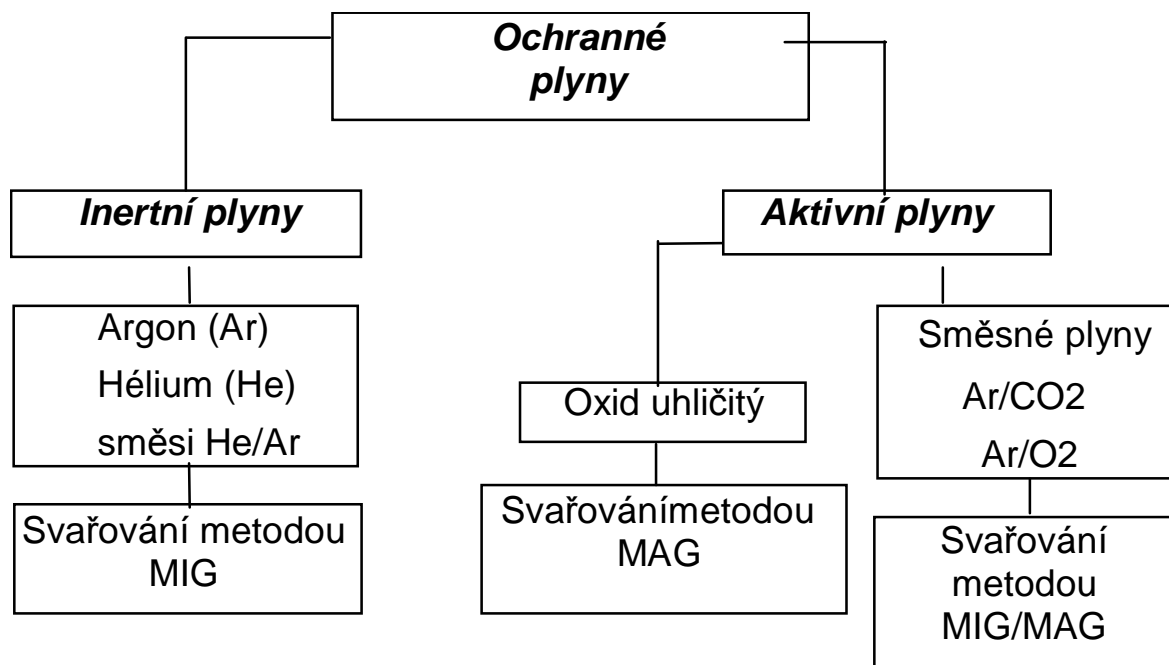 Ochranné
plyny
Inertní plyny
Aktivní plyny
Argon (Ar)
Hélium (He)
směsi He/Ar
Oxid uhličitý
Směsné plyny
Ar/CO2
Ar/O2
Svařování metodou
MIG
Svařovánímetodou
MAG
Svařování
metodou
MIG/MAG